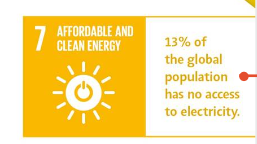 7 AFFORDABLE AND
CLEAN ENERGY
13% of
the global
population
has no access
to electricity.